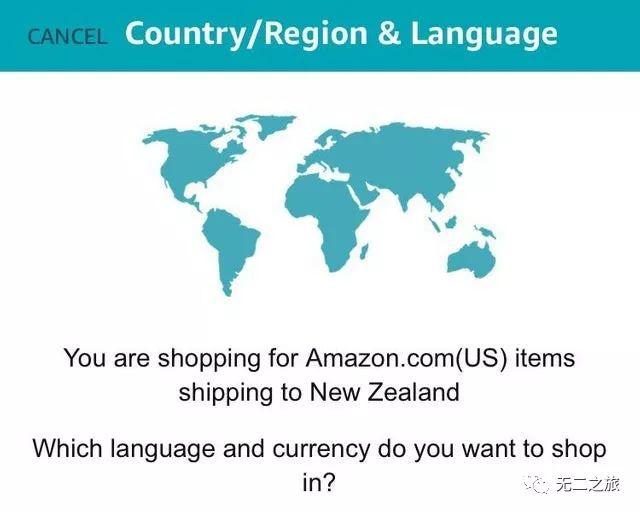 CANCEL Country/Region & Language
You are shopping for Amazon.com(US) items
shipping to New Zealand
Which language and currency do you want to shop
in?
无二之旅